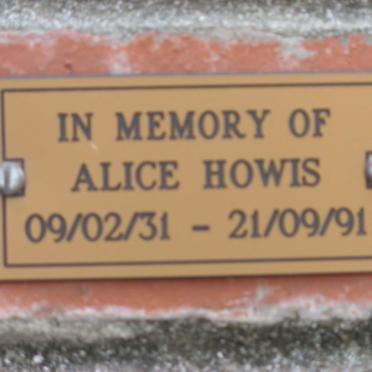 IN MEMORY OF
ALICE HOWIS
09/02/31 - 21/09/91